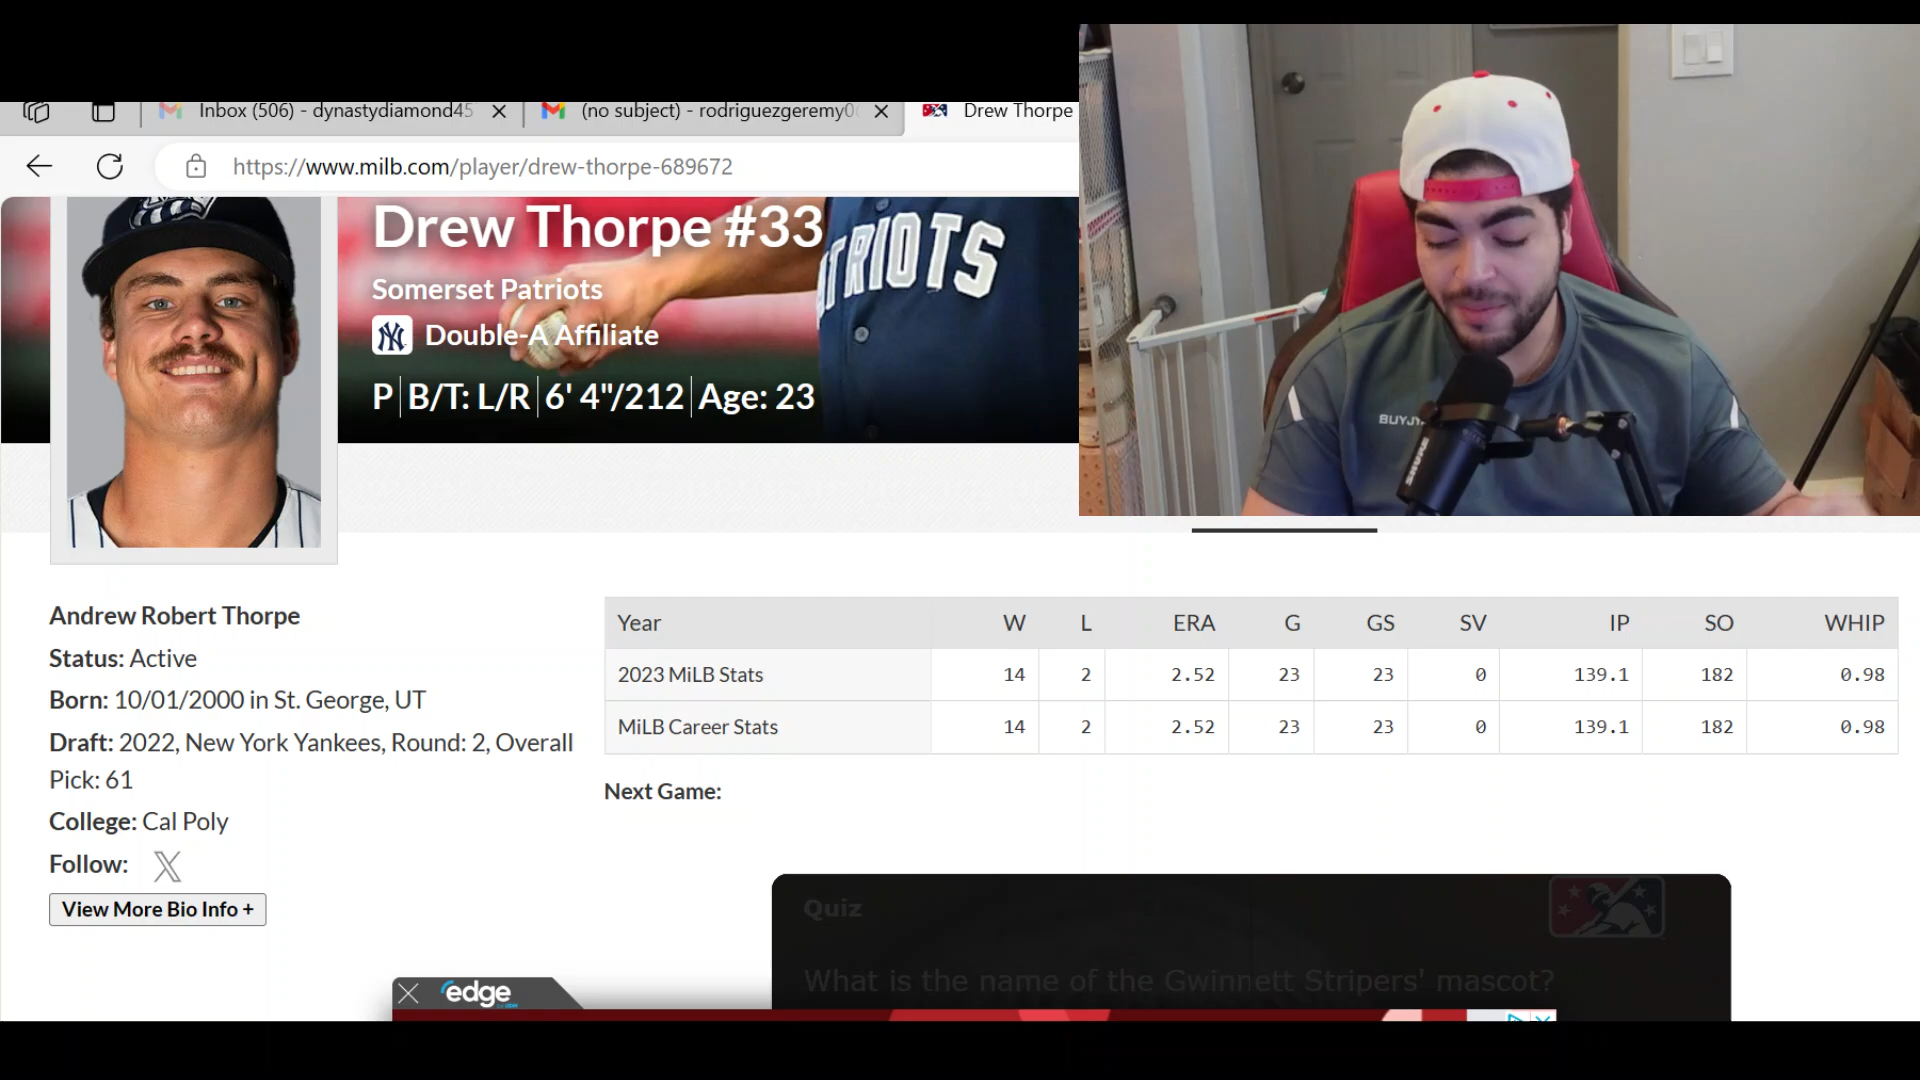 Inbox (506) - dynastydiamond45
(no subject) - rodriguezgeremy0
Drew Thorpe
https://www.milb.com/player/drew-thorpe-689672
Drew Thorpe #33
TRIOTS
Somerset Patriots
Double-A Affiliate
P B/T: L/R 6' 4"/212 Age: 23
BUYJ
SHURE
Andrew Robert Thorpe
Status: Active
Born: 10/01/2000 in St. George, UT
Draft: 2022, New York Yankees, Round: 2, Overall
Pick: 61
College: Cal Poly
Follow:
View More Bio Info +
Year W L ERA G GS SV IP SO WHIP
2023 MiLB Stats 14 2 2.52 23 23 0 139.1 182 0.98
MiLB Career Stats 14 2 2.52 23 23 0 139.1 182 0.98
Next Game:
Quiz
What is the name of the Gwinnett Stripers' mascot?
edge